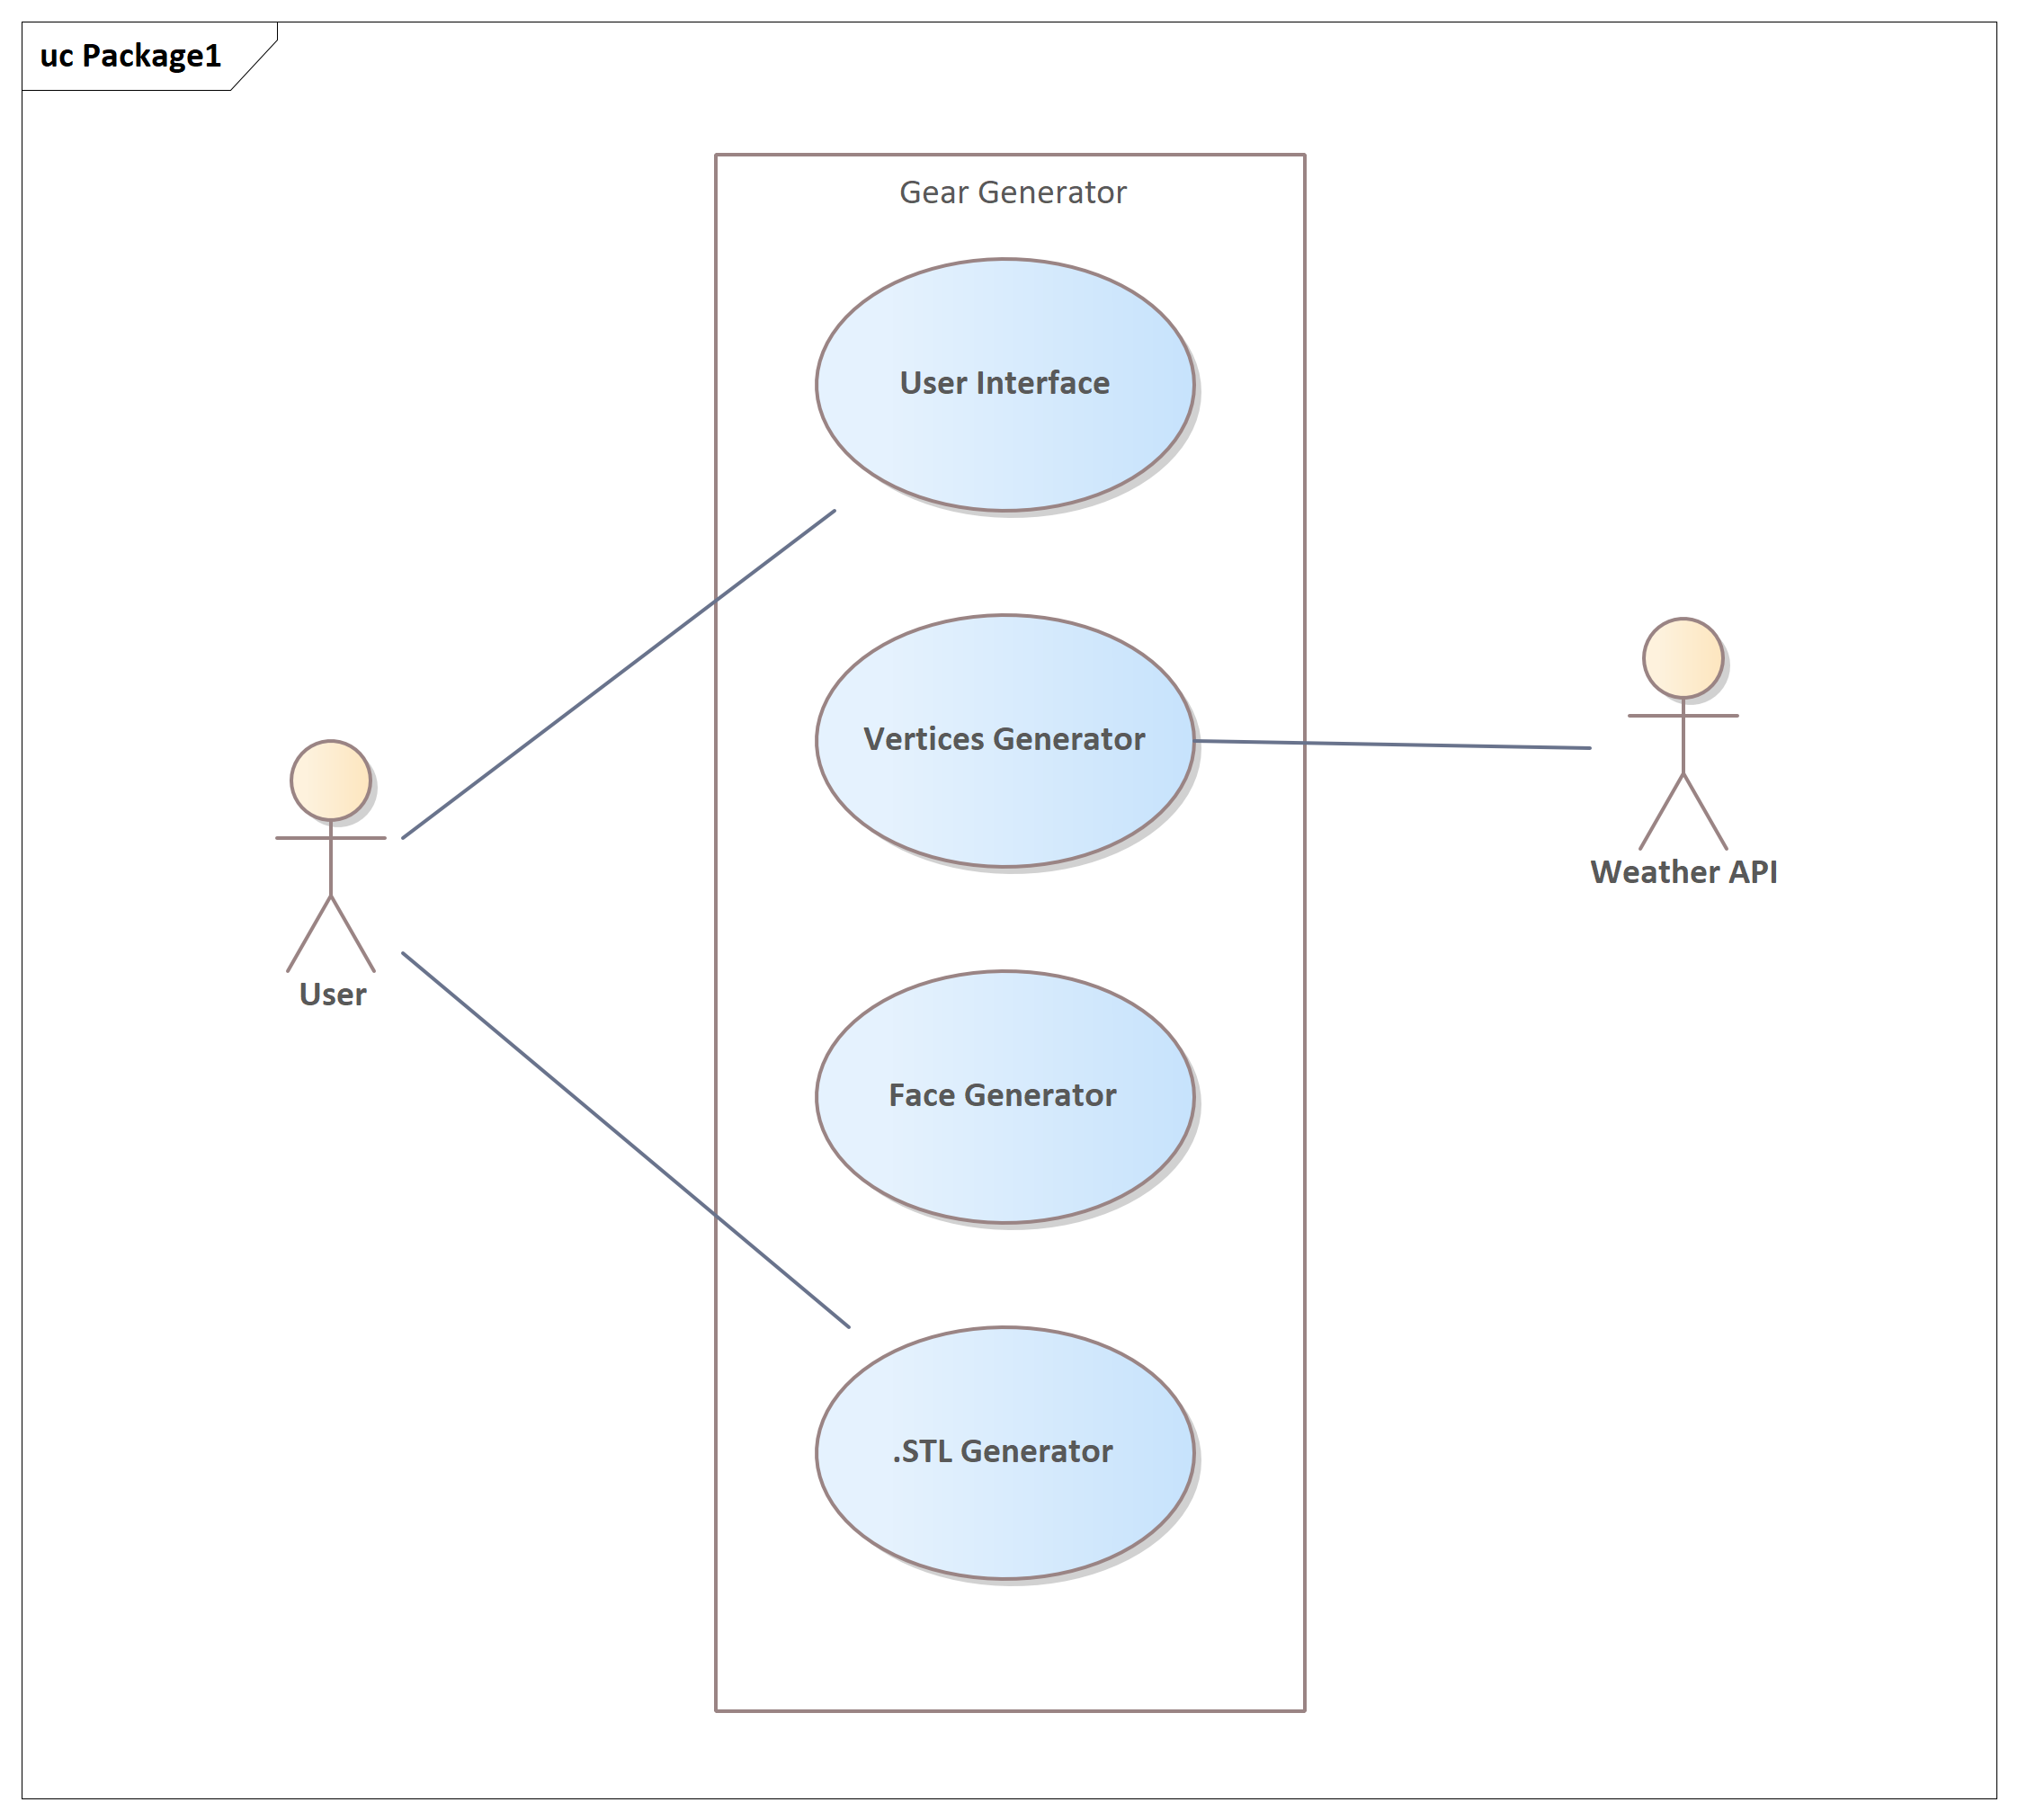 uc Package1
Gear Generator
User Interface
Vertices Generator
Weather API
User
Face Generator
.STL Generator